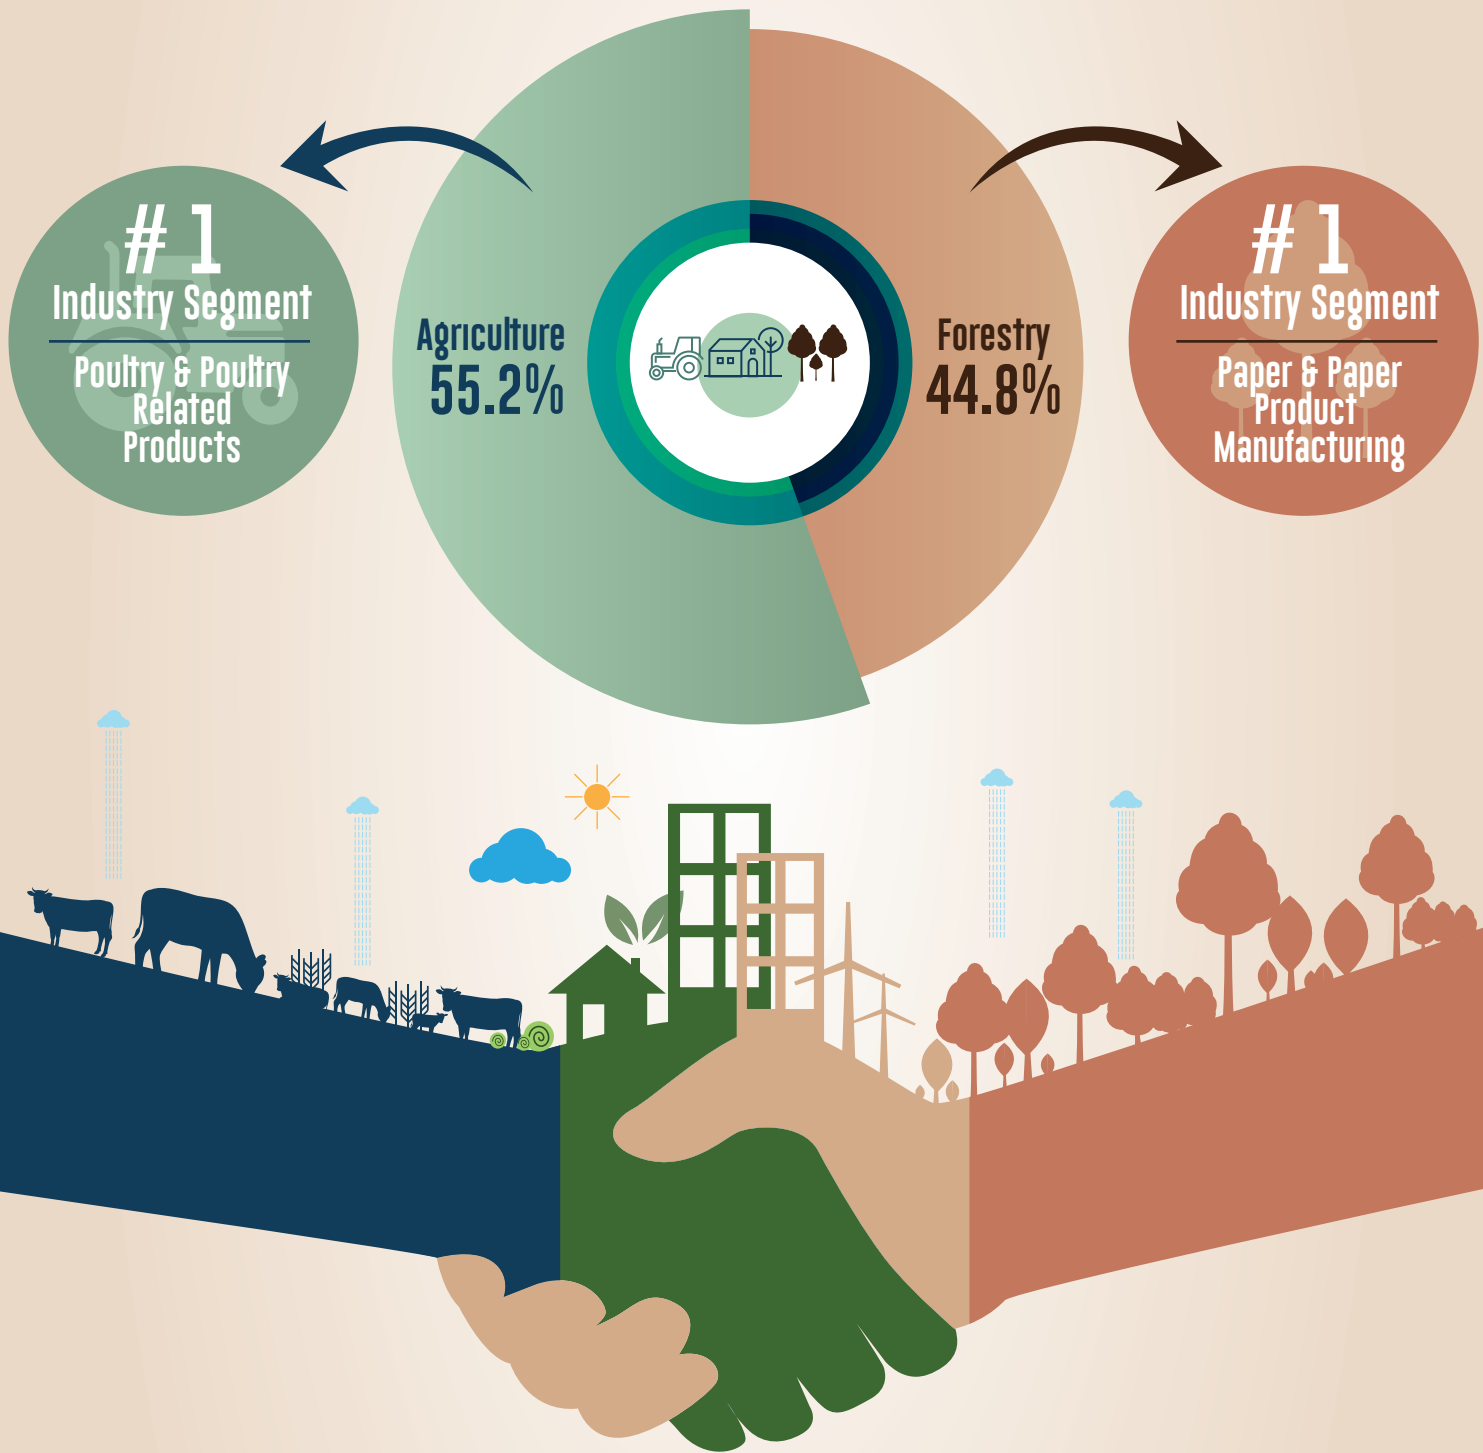 Agriculture
55.2%
Forestry
44.8%
# 1
Industry Segment
Poultry & Poultry
Related
Products
# 1
Industry Segment
Paper & Paper
Product
Manufacturing